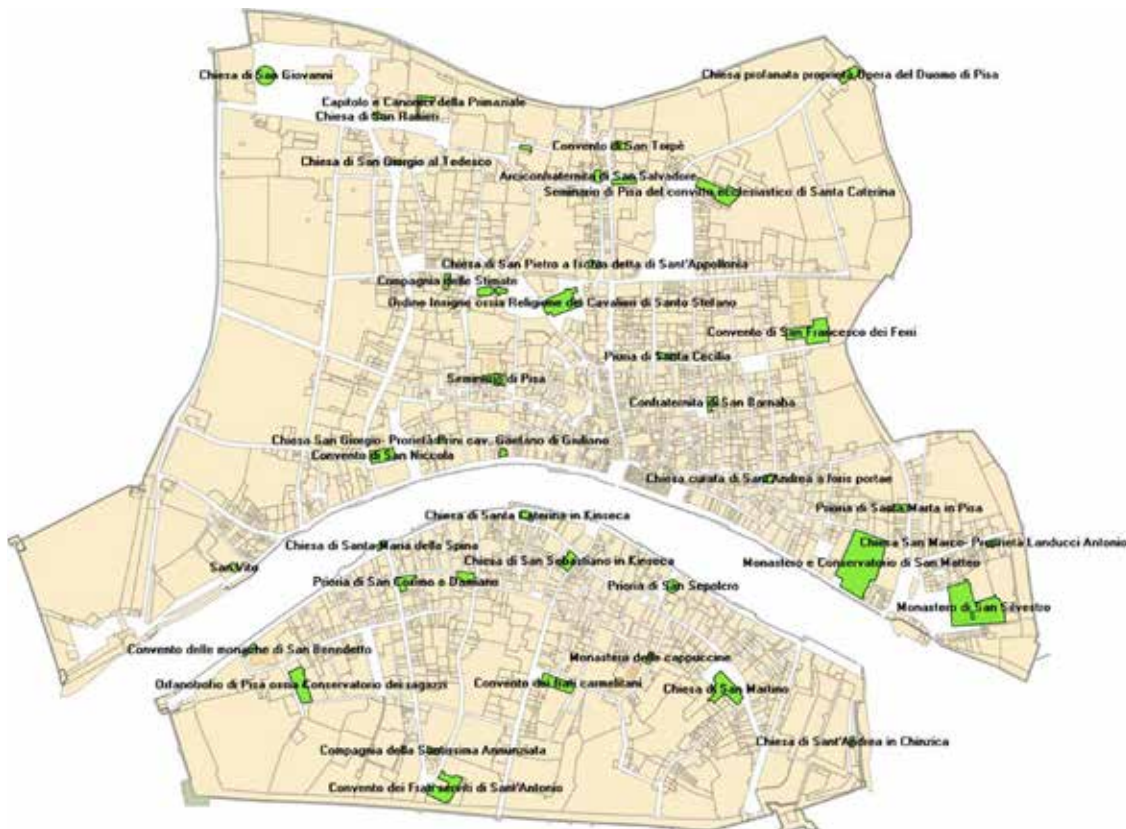 Chiesa di San Giovanni
Chiesa profanata proprietà Opera del Duomo di Pisa
Capitolo e Canonici della Primaziale
Chiesa di San Ranieri
Convento di San Torpè
Chiesa di San Giorgio al Tedesco
Arciconfraternita di San Salvadore
Seminario di Pisa del convitto ecclesiastico di Santa Caterina
Chiesa di San Pietro a Ischia detta di Sant'Appollonia
Compagnia delle Stimate
Ordine Insigne ossia Religione dei Cavalieri di Santo Stefano
Convento di San Francesco dei Ferri
Prioria di Santa Cecilia
Seminario di Pisa
Confraternita di San Barnaba
Chiesa San Giorgio- Proprietà Prini cav. Gaetano di Giuliano
Convento di San Niccola
Chiesa curata di Sant'Andrea a foris portae
Prioria di Santa Marta in Pisa
Chiesa di Santa Caterina in Kinseca
Chiesa San Marco- Proprietà Landucci Antonio
Chiesa di Santa Maria della Spina
Chiesa di San Sebastiano in Kinseca
Monastero e Conservatorio di San Matteo
San Vito
Prioria di San Cosimo e Damiano
Prioria di San Sepolcro
Monastero di San Silvestro
Convento delle monache di San Benedetto
Monastero delle cappuccine
Orfanotrofio di Pisa ossia Conservatorio dei ragazzi
Convento dei frati carmelitani
Chiesa di San Martino
Chiesa di Sant'Andrea in Chinzica
Compagnia della Santissima Annunziata
Convento dei Frati serviti di Sant'Antonio